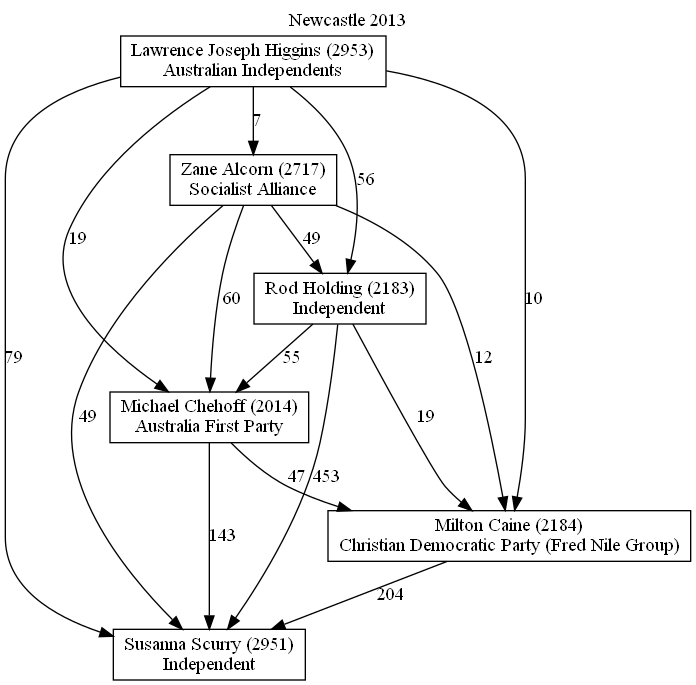 Newcastle 2013
Lawrence Joseph Higgins (2953)
Australian Independents
7
Zane Alcorn (2717)
Socialist Alliance
56
19
49
Rod Holding (2183)
Independent
60
10
79
55
12
49
Michael Chehoff (2014)
Australia First Party
19
47
453
Milton Caine (2184)
Christian Democratic Party (Fred Nile Group)
143
204
Susanna Scurry (2951)
Independent